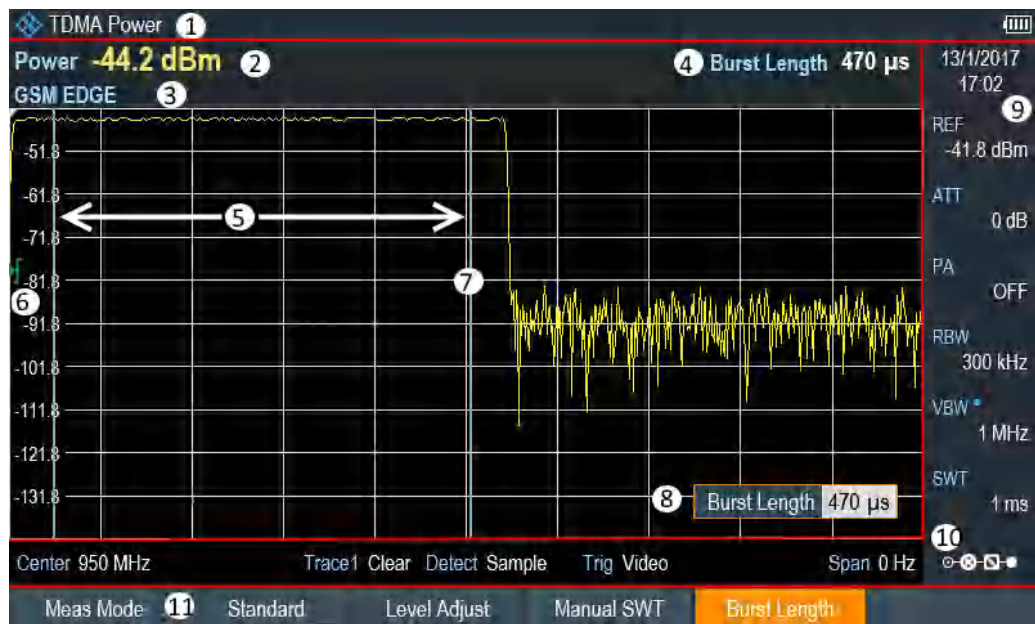 TDMA Power 1
Power -44.2 dBm 2
4 Burst Length 470 µs
GSM EDGE 3
13/1/2017
17:02
9
REF
-41.8 dBm
ATT
0 dB
PA
OFF
RBW
300 kHz
VBW
1 MHz
SWT
1 ms
10
-51.8
-61.8
5
-71.8
-81.8
6
7
-91.8
-101.8
-111.8
-121.8
-131.8
8 Burst Length 470 µs
Center 950 MHz Trace1 Clear Detect Sample Trig Video Span 0 Hz
Meas Mode 11 Standard Level Adjust Manual SWT Burst Length